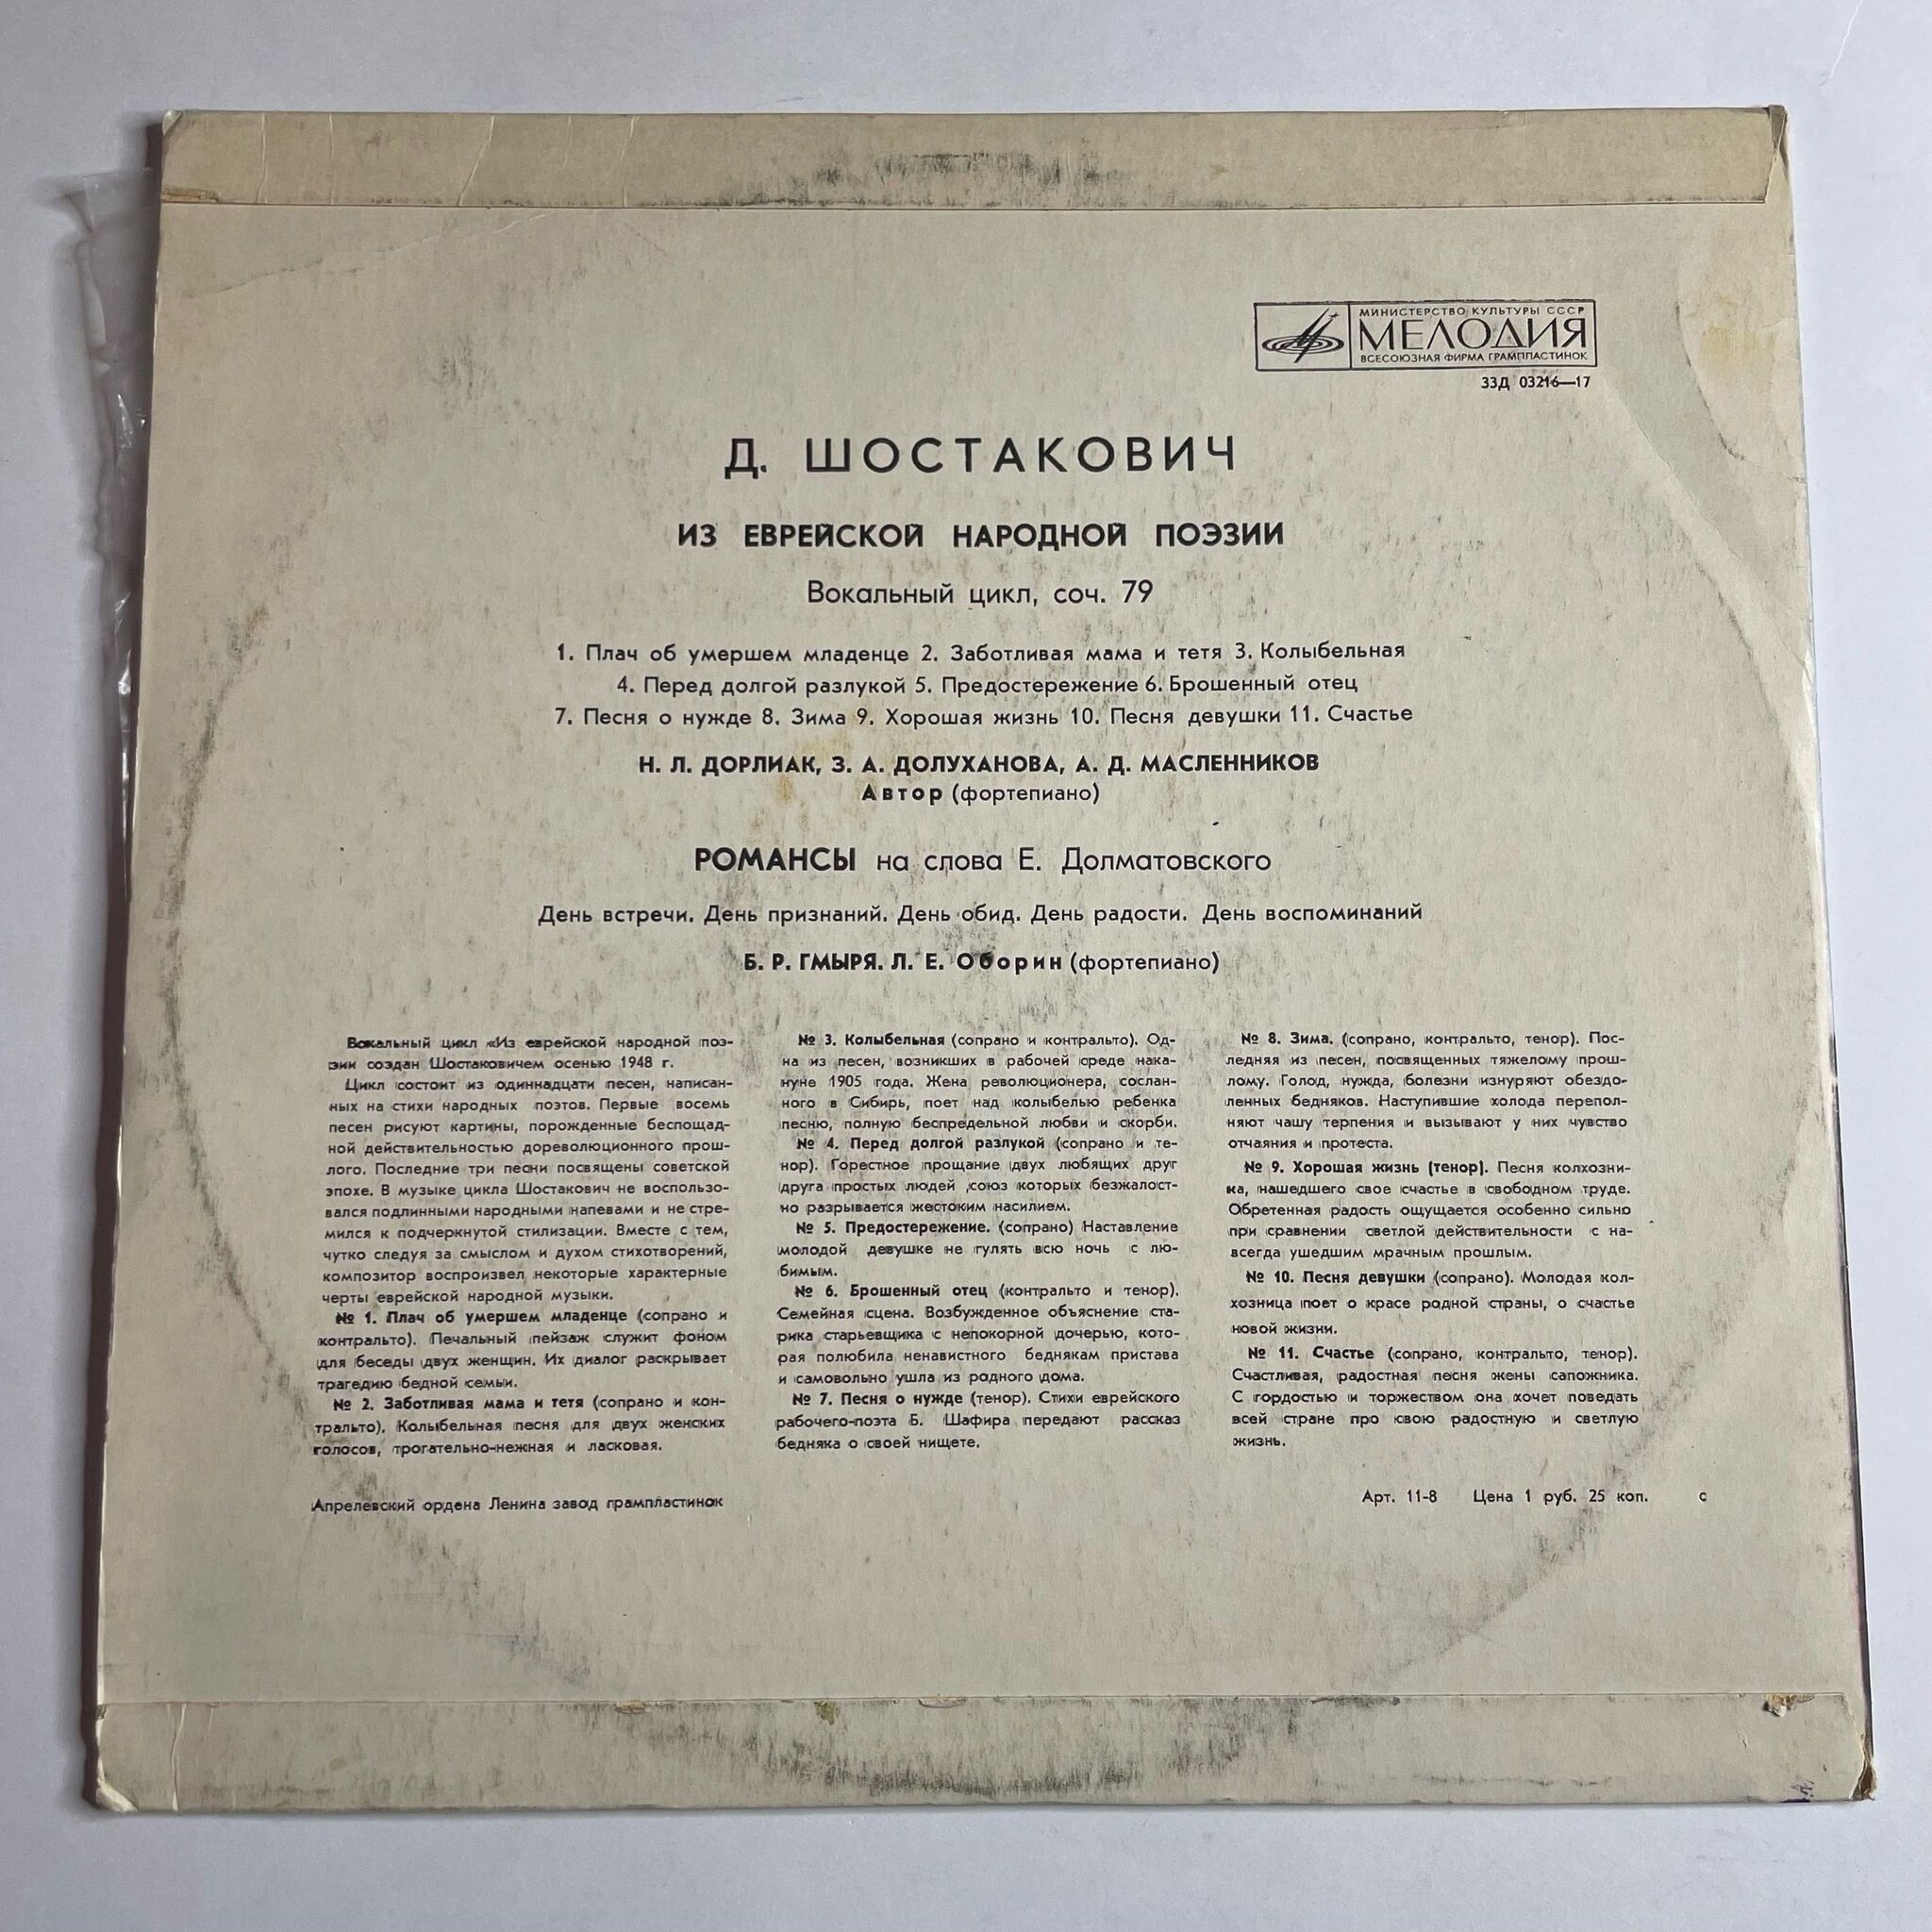 МИНИСТЕРСТВО КУЛЬТУРЫ СССР
МЕЛОДИЯ
ВСЕСОЮЗНАЯ ФИРМА ГРАМПЛАСТИНОК
33Д 03216—17
Д. ШОСТАКОВИЧ
ИЗ ЕВРЕЙСКОЙ НАРОДНОЙ ПОЭЗИИ
Вокальный цикл, соч. 79
1. Плач об умершем младенце 2. Заботливая мама и тетя 3. Колыбельная
4. Перед долгой разлукой 5. Предостережение 6. Брошенный отец
7. Песня о нужде 8. Зима 9. Хорошая жизнь 10. Песня девушки 11. Счастье
Н. Л. ДОРЛИАК, З. А. ДОЛУХАНОВА, А. Д. МАСЛЕННИКОВ
Автор (фортепиано)
РОМАНСЫ на слова Е. Долматовского
День встречи. День признаний. День обид. День радости. День воспоминаний
Б. Р. ГМЫРЯ. Л. Е. Оборин (фортепиано)
Вокальный цикл «Из еврейской народной поэ-
зии создан Шостаковичем осенью 1948 г.
Цикл состоит из одиннадцати песен, написан-
ных на стихи народных поэтов. Первые восемь
песен рисуют картины, порожденные беспощад-
ной действительностью дореволюционного прош-
лого. Последние три песни посвящены советской
эпохе. В музыке цикла Шостакович не воспользо-
вался подлинными народными напевами и не стре-
мился к подчеркнутой стилизации. Вместе с тем,
чутко следуя за смыслом и духом стихотворений,
композитор воспроизвел некоторые характерные
черты еврейской народной музыки.
№ 1. Плач об умершем младенце (сопрано и
контральто). Печальный пейзаж служит фоном
для беседы двух женщин. Их диалог раскрывает
трагедию бедной семьи.
№ 2. Заботливая мама и тетя (сопрано и кон-
тральто). Колыбельная песня для двух женских
голосов, трогательно-нежная и ласковая.
№ 3. Колыбельная (сопрано и контральто). Од-
на из песен, возникших в рабочей среде нака-
нуне 1905 года. Жена революционера, сослан-
ного в Сибирь, поет над колыбелью ребенка
песню, полную беспредельной любви и скорби.
№ 4. Перед долгой разлукой (сопрано и те-
нор). Горестное прощание двух любящих друг
друга простых людей ,союз которых безжалост-
но разрывается жестоким насилием.
№ 5. Предостережение. (сопрано) Наставление
молодой девушке не гулять всю ночь с лю-
бимым.
№ 6. Брошенный отец (контральто и тенор).
Семейная сцена. Возбужденное объяснение ста-
рика старьевщика с непокорной дочерью, кото-
рая полюбила ненавистного беднякам пристава
и самовольно ушла из родного дома.
№ 7. Песня о нужде (тенор). Стихи еврейского
рабочего-поэта Б. Шафира передают рассказ
бедняка о своей нищете.
№ 8. Зима. (сопрано, контральто, тенор). Пос-
ледняя из песен, посвященных тяжелому прош-
лому. Голод, нужда, болезни изнуряют обездо-
ленных бедняков. Наступившие холода перепол-
няют чашу терпения и вызывают у них чувство
отчаяния и протеста.
№ 9. Хорошая жизнь (тенор). Песня колхозни-
ка, нашедшего свое счастье в свободном труде.
Обретенная радость ощущается особенно сильно
при сравнении светлой действительности с на-
всегда ушедшим мрачным прошлым.
№ 10. Песня девушки (сопрано). Молодая кол-
хозница поет о красе родной страны, о счастье
новой жизни.
№ 11. Счастье (сопрано, контральто, тенор).
Счастливая, радостная песня жены сапожника.
С гордостью и торжеством она хочет поведать
всей стране про свою радостную и светлую
жизнь.
Апрелевский ордена Ленина завод грампластинок
Арт. 11-8 Цена 1 руб. 25 коп. с